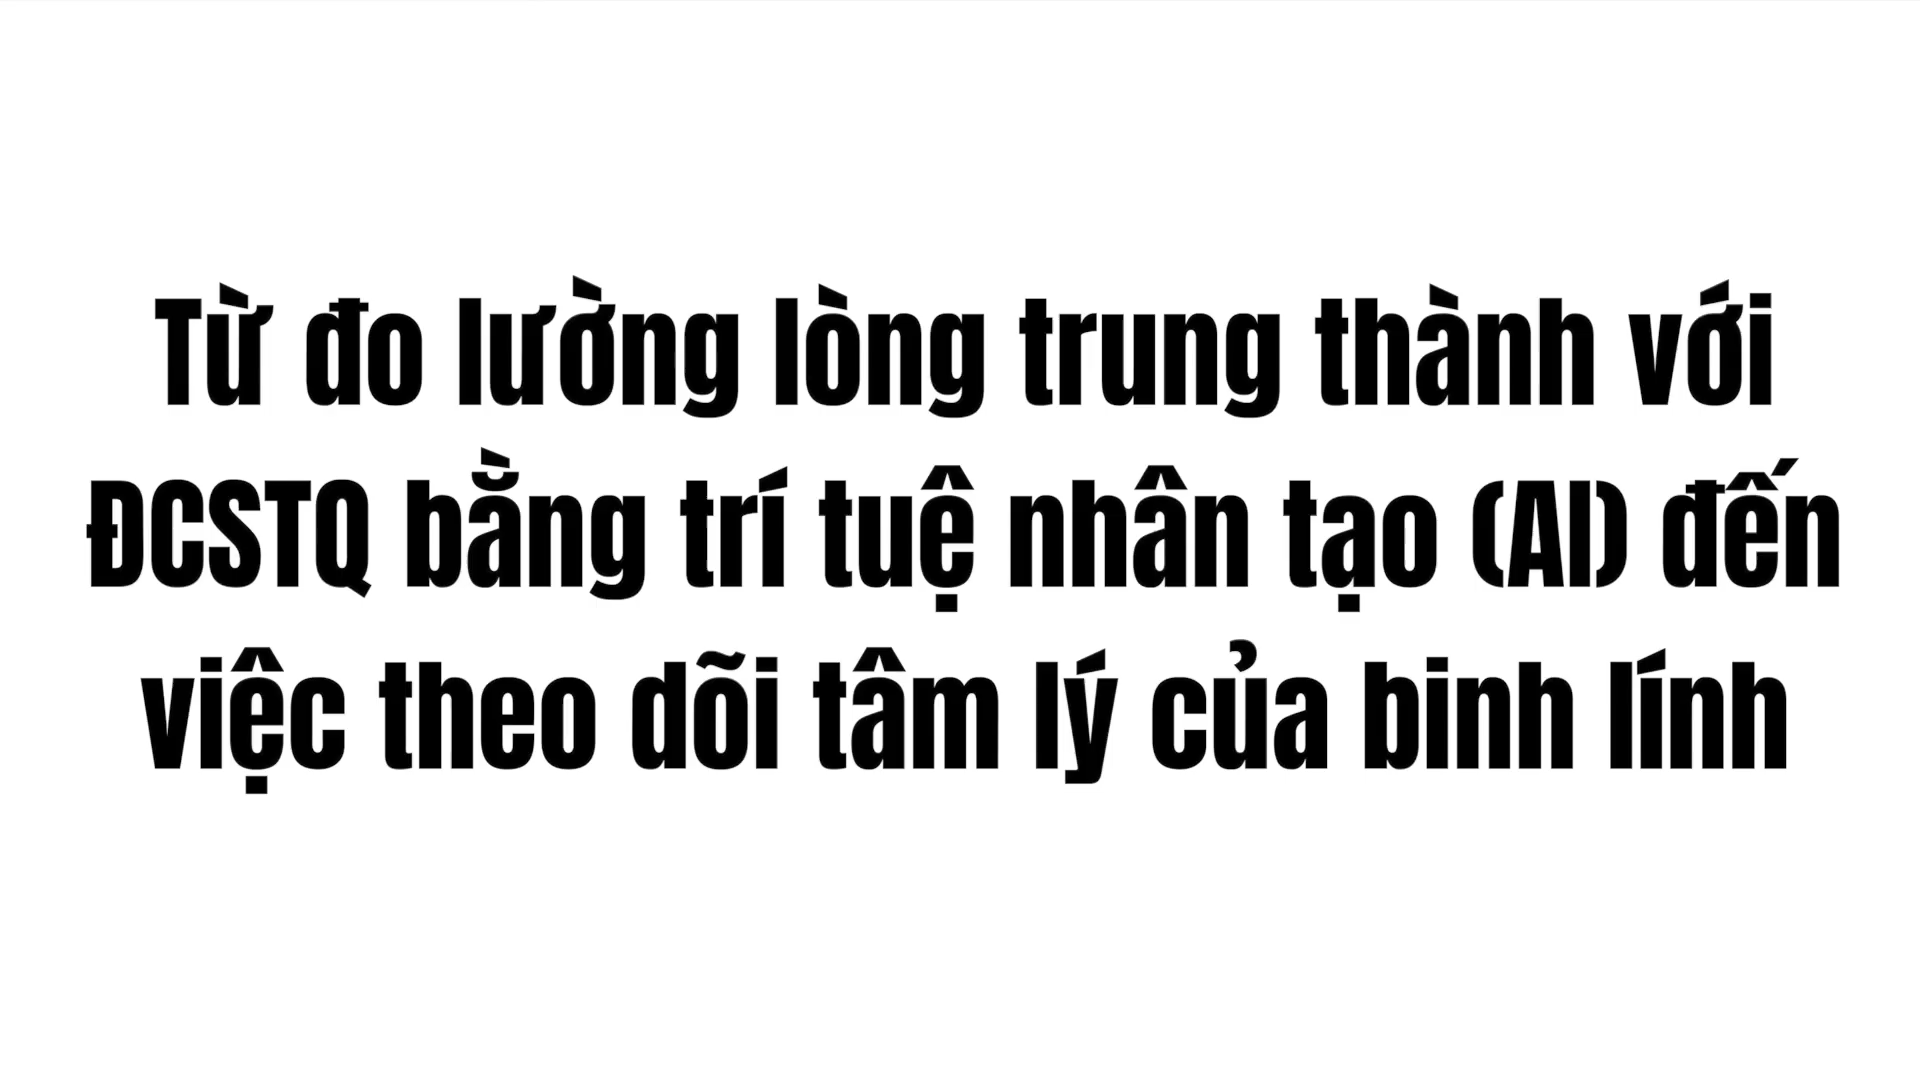 Từ đo lường lòng trung thành với
ĐCSTQ bằng trí tuệ nhân tạo (AI) đến
việc theo dõi tâm lý của binh lính